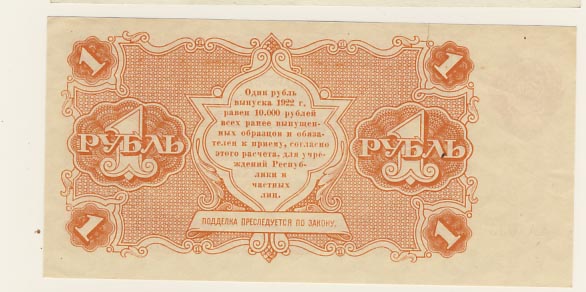 1 1
Один рубль
выпуска 1922 г.
равен 10.000 рублей
всех ранее выпущен-
ных образцов и обяза-
телен к приему, согласно
этого расчета, для учре-
ждений Респуб-
лики и
частных
лиц.
1 РУБЛЬ 1 РУБЛЬ
ПОДДЕЛКА ПРЕСЛЕДУЕТСЯ ПО ЗАКОНУ.
1 1